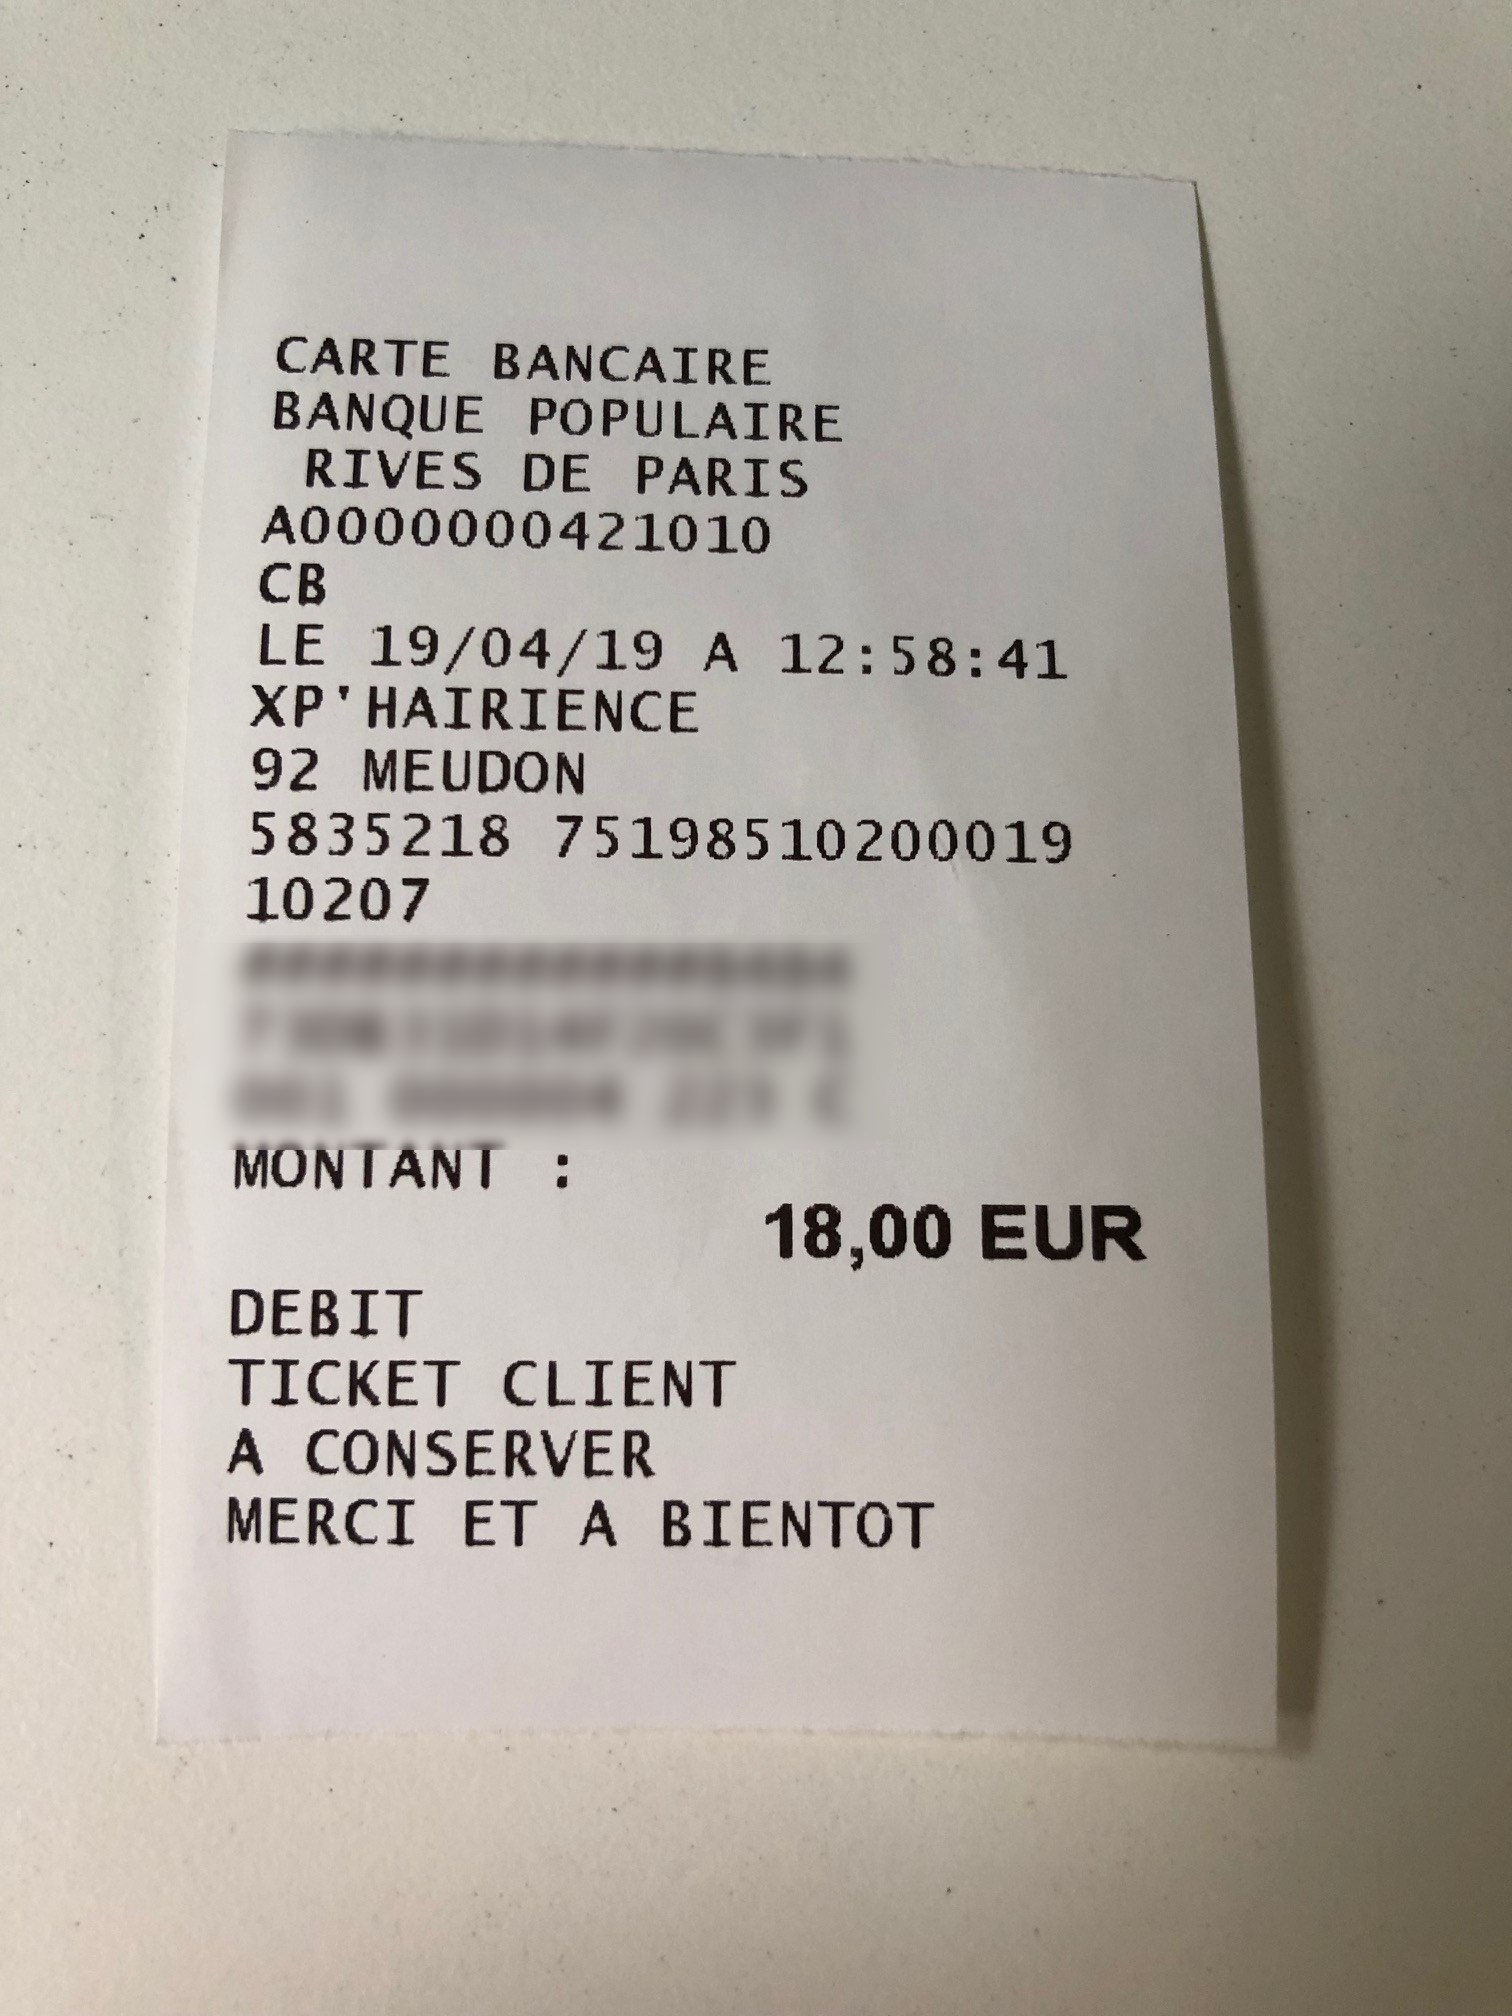 CARTE BANCAIRE
BANQUE POPULAIRE
RIVES DE PARIS
A0000000421010
CB
LE 19/04/19 A 12:58:41
XP'HAIRIENCE
92 MEUDON
5835218 75198510200019
10207
MONTANT :
18,00 EUR
DEBIT
TICKET CLIENT
A CONSERVER
MERCI ET A BIENTOT